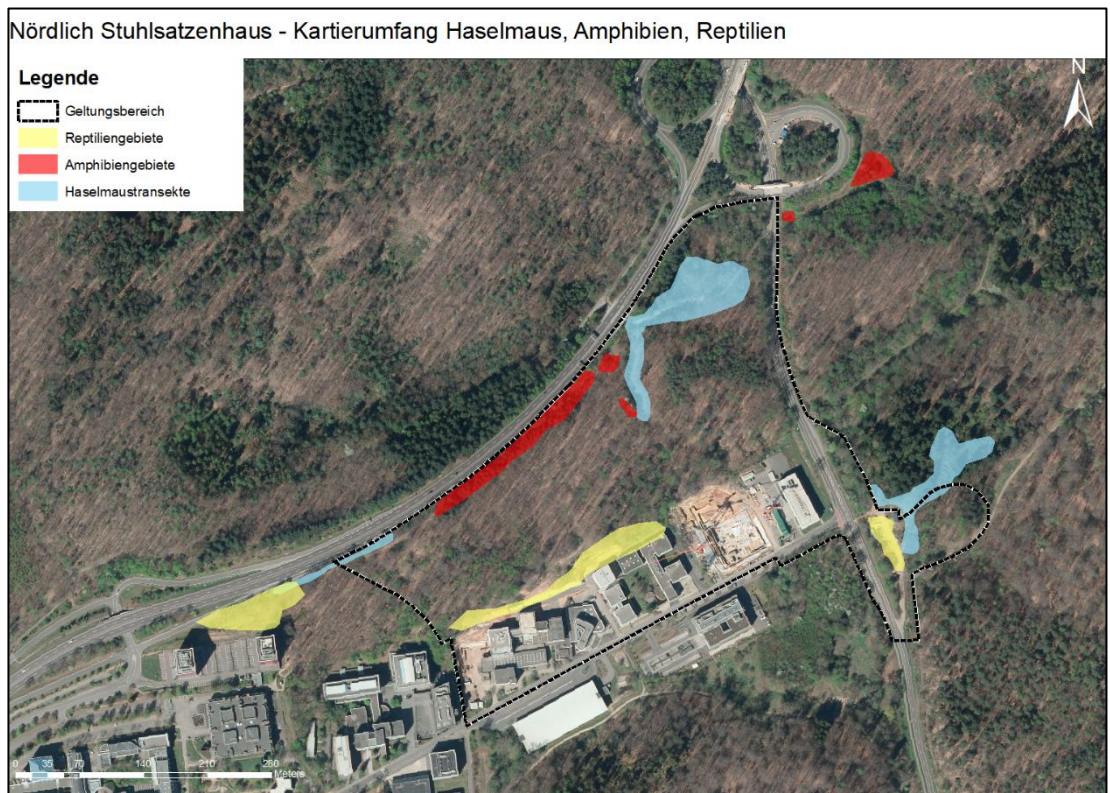 Nördlich Stuhlsatzenhaus - Kartierumfang Haselmaus, Amphibien, Reptilien
Legende
Geltungsbereich
Reptiliengebiete
Amphibiengebiete
Haselmaustransekte
N
0 35 70 140 210 280
Meters